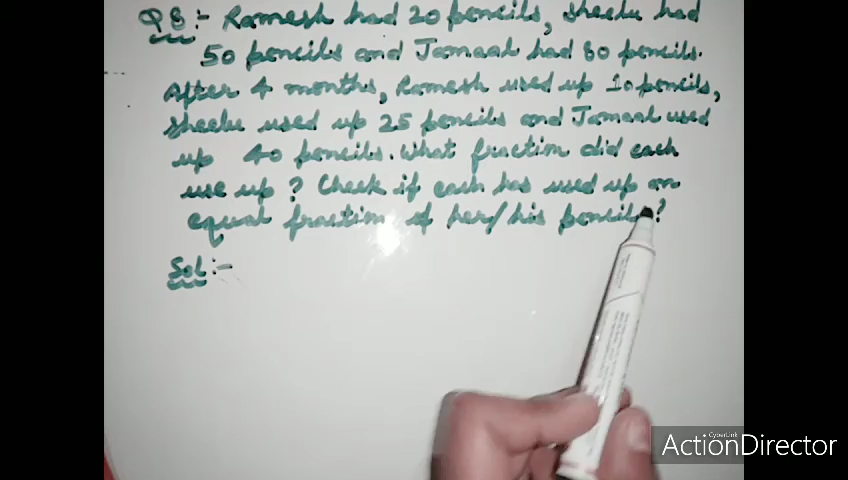 Q8:- Ramesh had 20 pencils, Sheelu had
50 pencils and Jamaal had 80 pencils.
After 4 months, Ramesh used up 10 pencils,
Sheelu used up 25 pencils and Jamaal used
up 40 pencils. What fraction did each
use up? Check if each has used up an
equal fraction of her/his pencils?
Sol:-
CyberLink
ActionDirector